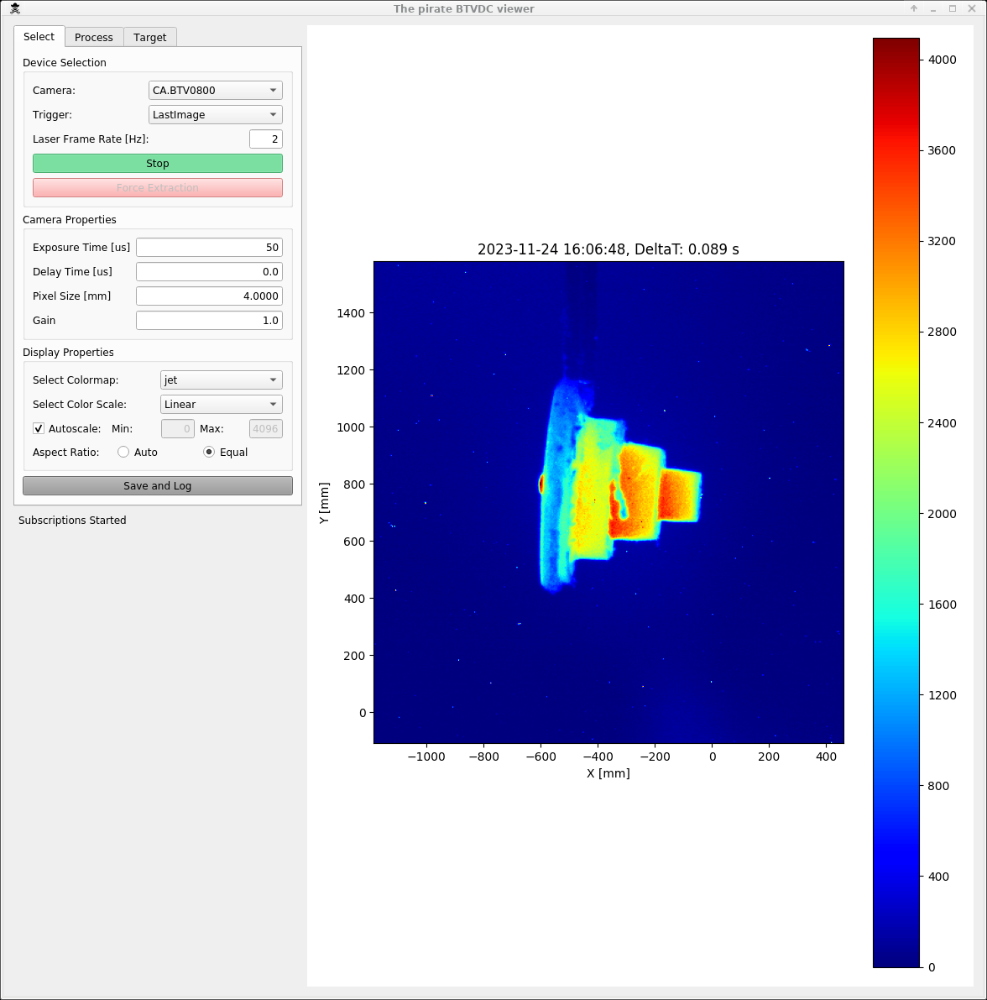 The pirate BTVDC viewer
Select Process Target
Device Selection
Camera: CA.BTV0800
Trigger: LastImage
Laser Frame Rate [Hz]: 2
Stop
Force Extraction
Camera Properties
Exposure Time [us] 50
Delay Time [us] 0.0
Pixel Size [mm] 4.0000
Gain 1.0
Display Properties
Select Colormap: jet
Select Color Scale: Linear
Autoscale: Min: 0 Max: 4096
Aspect Ratio: Auto Equal
Save and Log
Subscriptions Started
2023-11-24 16:06:48, DeltaT: 0.089 s
Y [mm]
1400
1200
1000
800
600
400
200
0
−1000 −800 −600 −400 −200 0 200 400
X [mm]
4000
3600
3200
2800
2400
2000
1600
1200
800
400
0